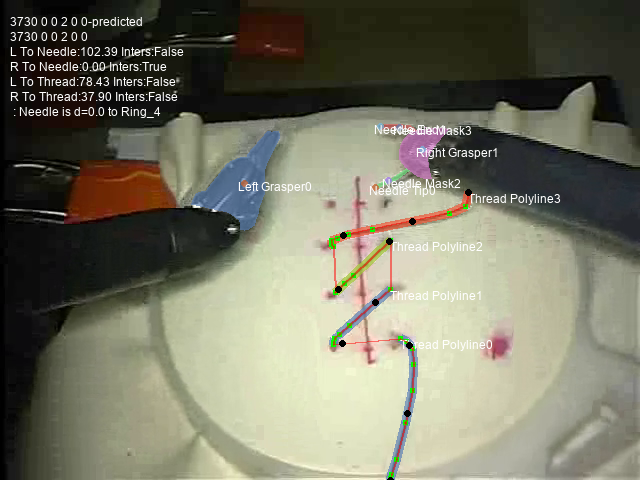 3730 0 0 2 0 0-predicted
3730 0 0 2 0 0
L To Needle:102.39 Inters:False
R To Needle:0.00 Inters:True
L To Thread:78.43 Inters:False
R To Thread:37.90 Inters:False
: Needle is d=0.0 to Ring_4
Needle Mask3
Right Grasper1
Needle Mask2
Needle Tip0
Left Grasper0
Thread Polyline3
Thread Polyline2
Thread Polyline1
Thread Polyline0